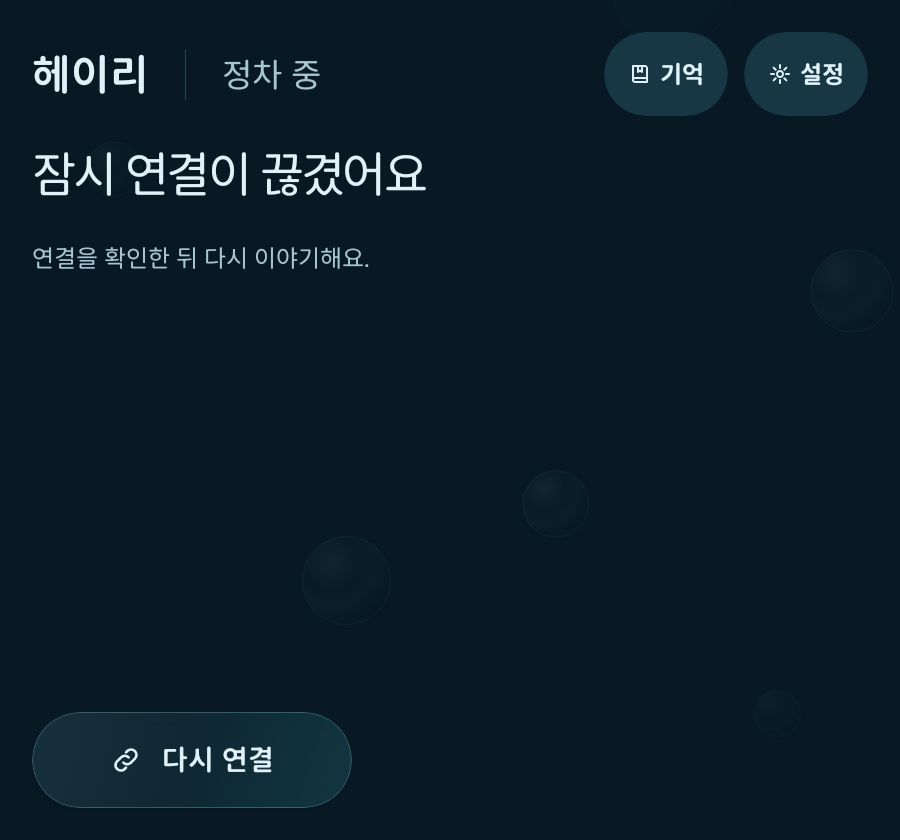 헤이리
정차 중
기억
설정
잠시 연결이 끊겼어요
연결을 확인한 뒤 다시 이야기해요.
다시 연결